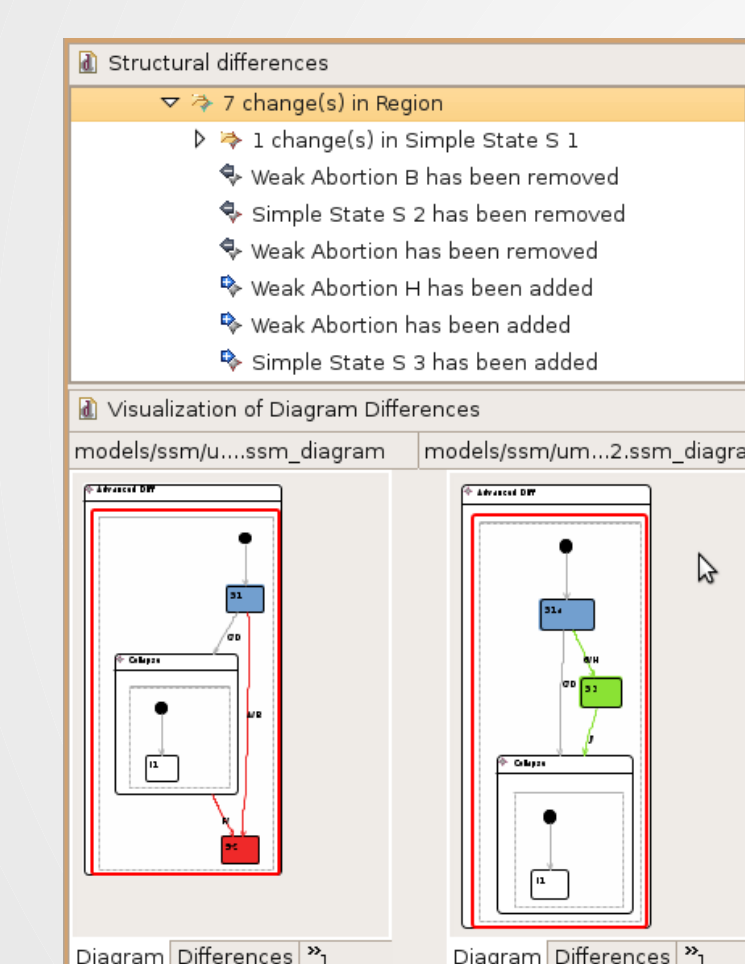 Structural differences
7 change(s) in Region
1 change(s) in Simple State S 1
Weak Abortion B has been removed
Simple State S 2 has been removed
Weak Abortion has been removed
Weak Abortion H has been added
Weak Abortion has been added
Simple State S 3 has been added
Visualization of Diagram Differences
models/ssm/u....ssm_diagram models/ssm/um...2.ssm_diagra
Advanced Diff
Advanced Diff
S1
S1a
C/D
G/H
C/D
Collapse
A/B
J
I1
Collapse
I1
Diagram Differences »1 Diagram Differences »1